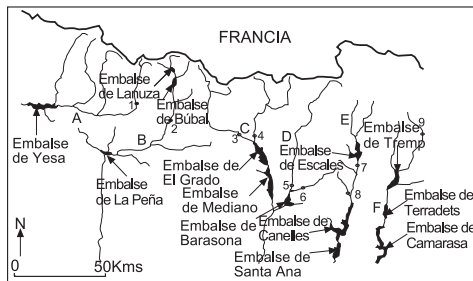 FRANCIA
Embalse
de Lanuza
Embalse
de Búbal
1
2
A
B
Embalse
de Yesa
Embalse
de La Peña
3
C
4
D
E
9
Embalse
de Tremp
Embalse
de Escales
Embalse de
El Grado
Embalse
de Mediano
Embalse de
Barasona
5
6
7
8
F
Embalse de
Canelles
Embalse de
Santa Ana
Embalse
de
Terradets
Embalse de
Camarasa
N
0
50Kms